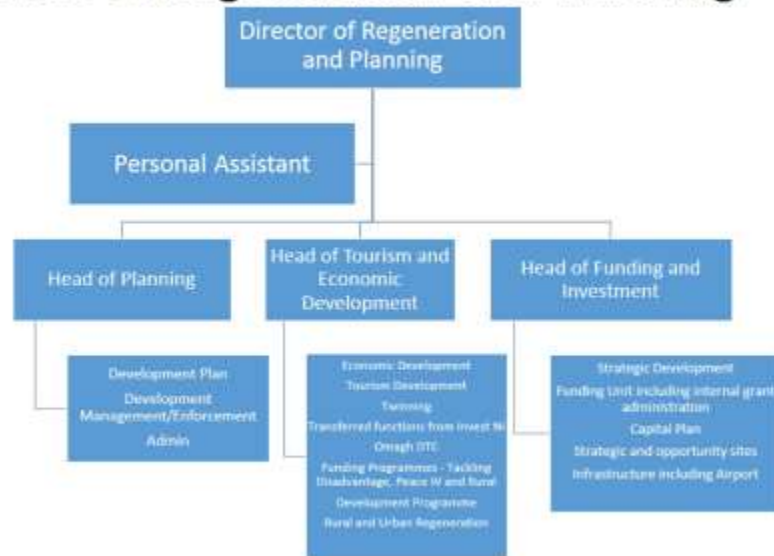 Director of Regeneration
and Planning
Personal Assistant
Head of Planning
Head of Tourism and
Economic
Development
Head of Funding and
Investment
Development Plan
Development
Management/Enforcement
Admin
Economic Development
Tourism Development
Twinning
Transferred functions from Invest NI
Omagh DTC
Funding Programmes - Tackling
Disadvantage, Peace IV and Rural
Development Programme
Rural and Urban Regeneration
Strategic Development
Funding Unit including internal grant
administration
Capital Plan
Strategic and opportunity sites
Infrastructure including Airport